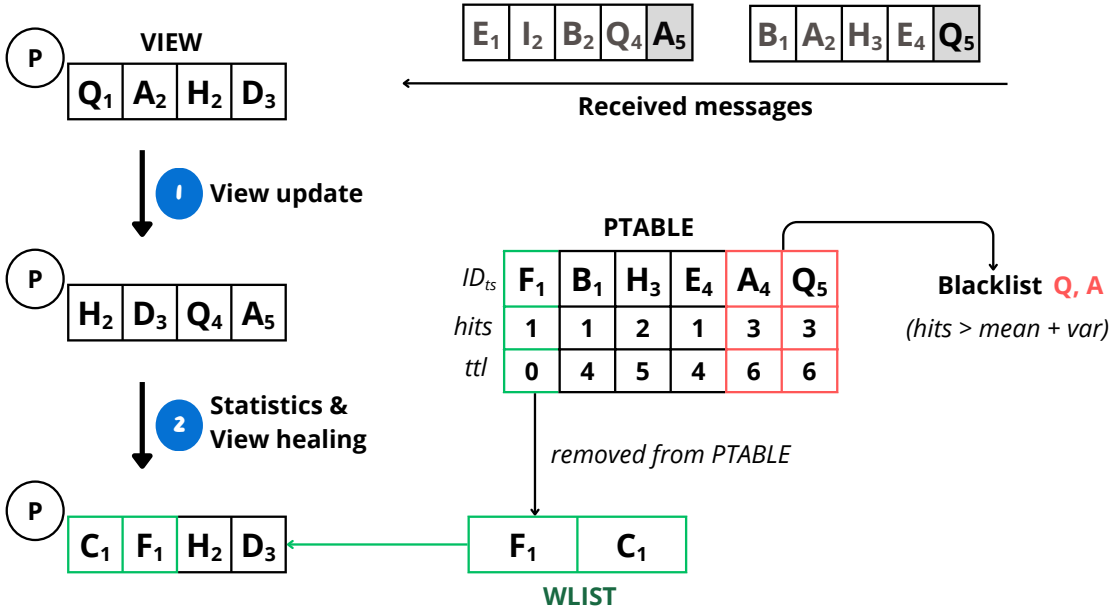 E₁ I₂ B₂ Q₄ A₅
B₁ A₂ H₃ E₄ Q₅
P
VIEW
Q₁ A₂ H₂ D₃
Received messages
1
View update
PTABLE
P
ID_ts F₁ B₁ H₃ E₄ A₄ Q₅
Blacklist Q, A
H₂ D₃ Q₄ A₅
hits 1 1 2 1 3 3
(hits > mean + var)
ttl 0 4 5 4 6 6
2
Statistics &
View healing
removed from PTABLE
P
C₁ F₁ H₂ D₃
F₁ C₁
WLIST